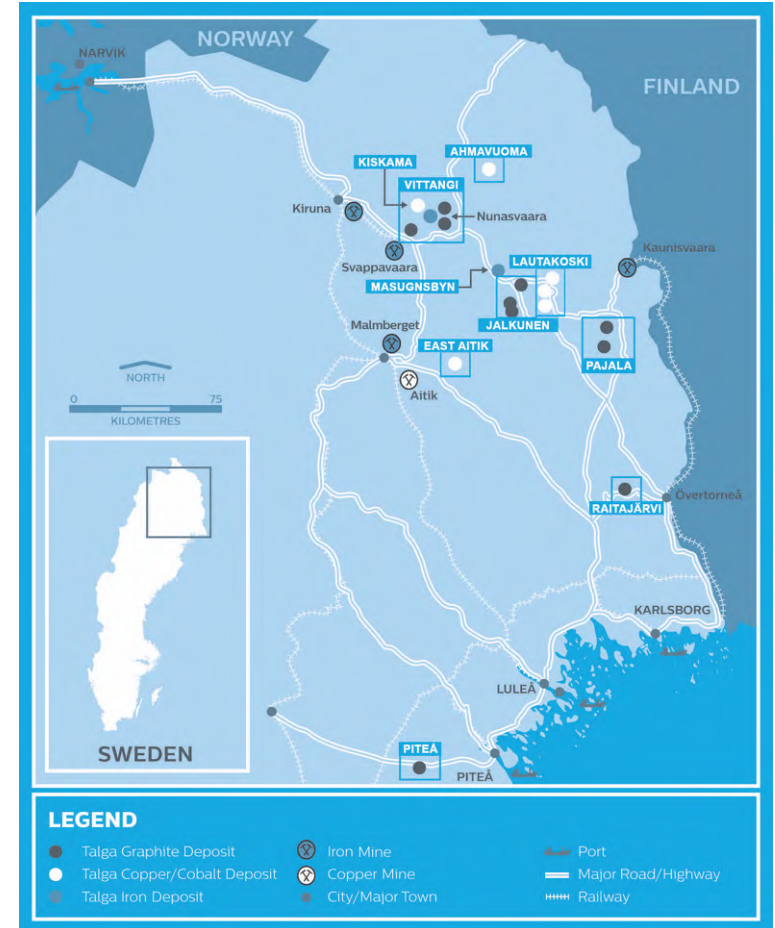 NORWAY
NARVIK
FINLAND
AHMAVUOMA
KISKAMA
VITTANGI
Kiruna
Nunasvaara
Kaunisvaara
Svappavaara
LAUTAKOSKI
MASUGNSBYN
Malmberget
JALKUNEN
EAST AITIK
PAJALA
NORTH
Aitik
0 75
KILOMETRES
RAITAJÄRVI
Övertorneå
KARLSBORG
LULEÅ
SWEDEN
PITEÅ
PITEÅ
LEGEND
Talga Graphite Deposit
Talga Copper/Cobalt Deposit
Talga Iron Deposit
Iron Mine
Copper Mine
City/Major Town
Port
Major Road/Highway
Railway